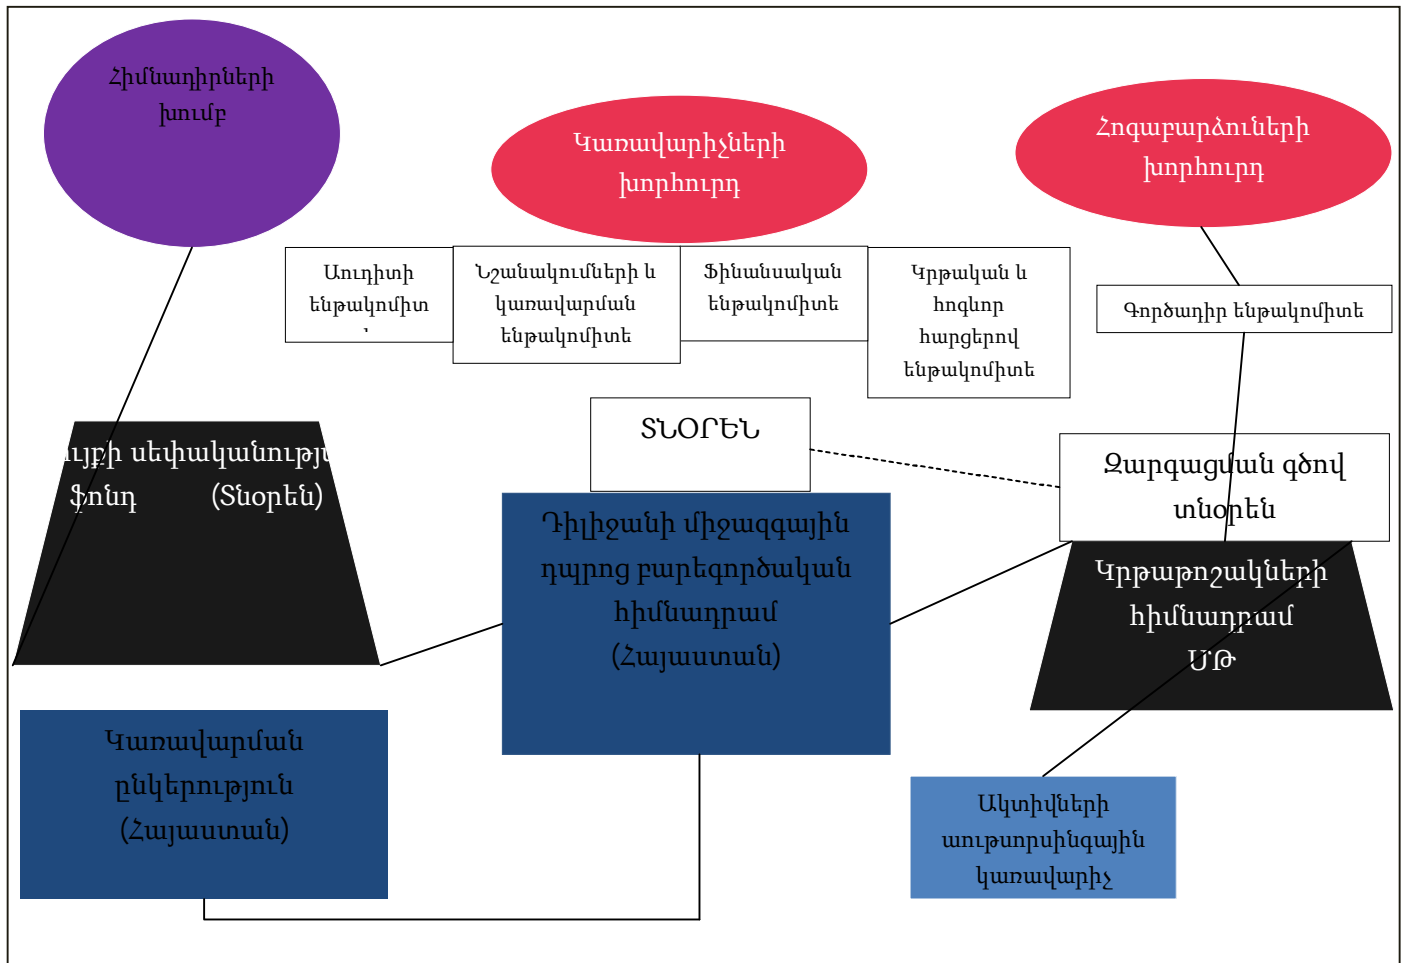 Հիմնադիրների
խումբ
Կառավարիչների
խորհուրդ
Հոգաբարձուների
խորհուրդ
Աուդիտի
ենթակոմիտ
Նշանակումների և
կառավարման
ենթակոմիտե
Ֆինանսական
ենթակոմիտե
Կրթական և
հոգևոր
հարցերով
ենթակոմիտե
Գործադիր ենթակոմիտե
ՏՆՕՐԵՆ
Զարգացման գծով
տնօրեն
ույքի սեփականությա
ֆոնդ (Տնօրեն)
Դիլիջանի միջազգային
դպրոց բարեգործական
հիմնադրամ
(Հայաստան)
Կրթաթոշակների
հիմնադրամ
ՄԹ
Կառավարման
ընկերություն
(Հայաստան)
Ակտիվների
աութսորսինգային
կառավարիչ